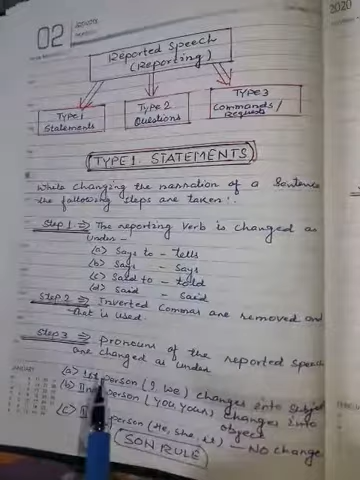 2020
02
Reported Speech
(Reporting)
TYPE 1
Statements
TYPE 2
Questions
TYPE 3
Commands/
Requests
TYPE 1. STATEMENTS
While changing the narration of a Sentence
the following steps are taken:
Step 1 ⇒ The reporting verb is changed as
under -
(a) Says to - tells
(b) Says - Says
(c) Said to - told
(d) Said - Said
Step 2 ⇒ Inverted Commas are removed and
that is used.
Step 3 ⇒ Pronouns of the reported speech
are changed as under
JANUARY
(a) Ist person (I, We) changes into Subject
(b) IInd person (You, your) changes into
object
(c) person (He, She, It) - No change
SON RULE